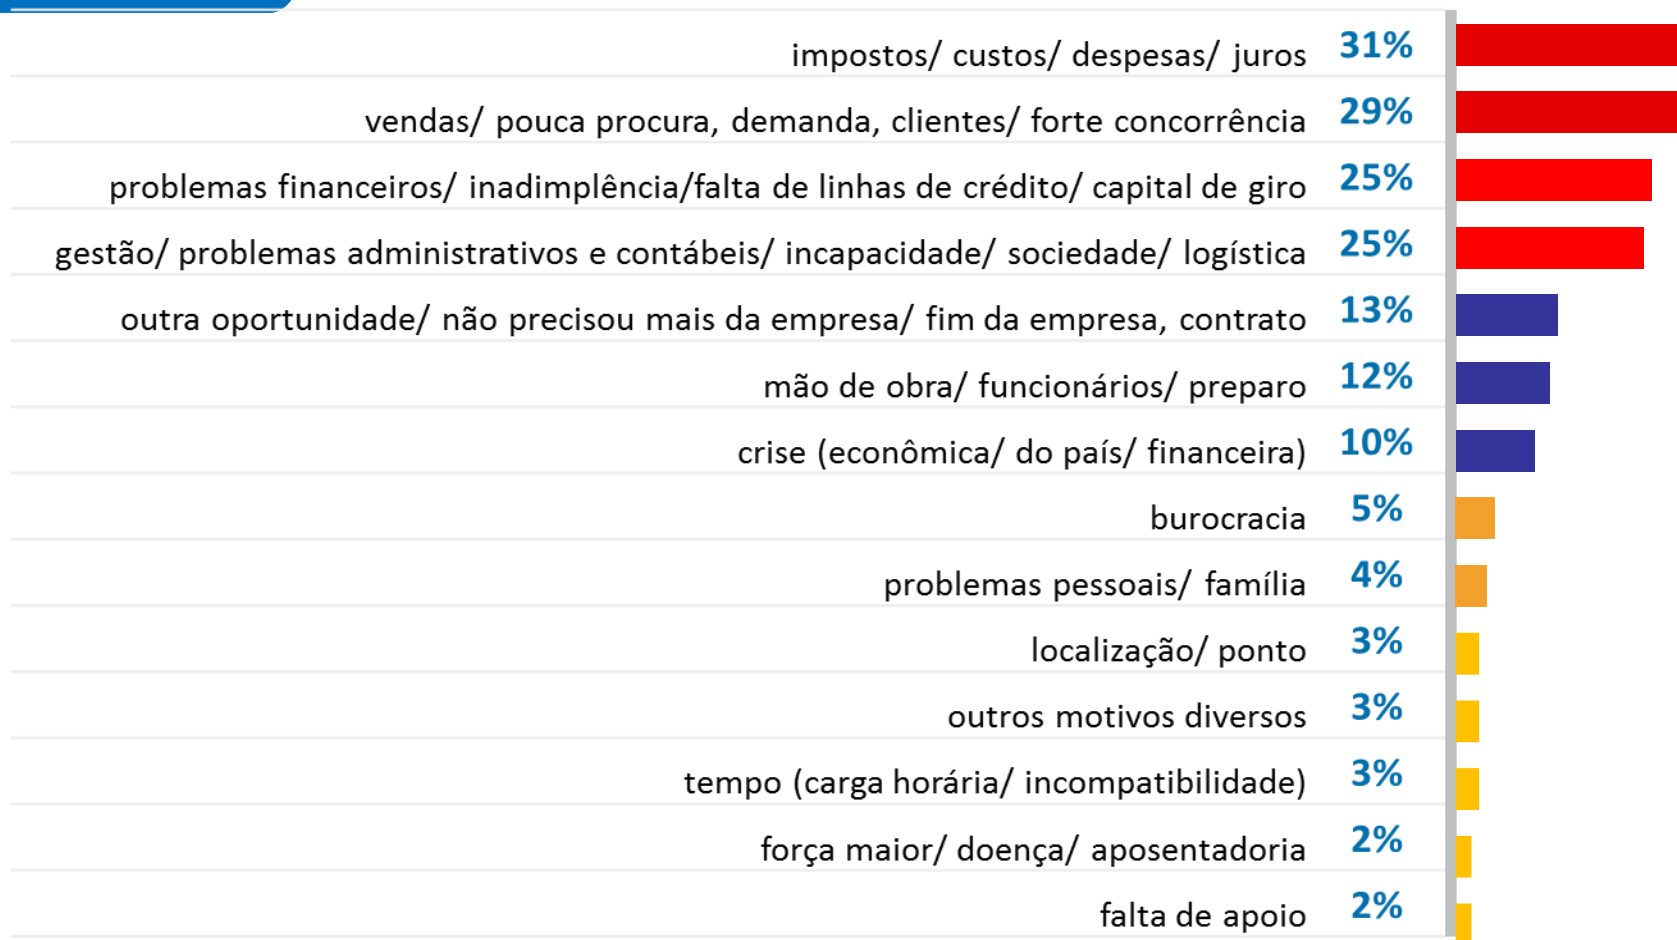 impostos/ custos/ despesas/ juros 31%
vendas/ pouca procura, demanda, clientes/ forte concorrência 29%
problemas financeiros/ inadimplência/falta de linhas de crédito/ capital de giro 25%
gestão/ problemas administrativos e contábeis/ incapacidade/ sociedade/ logística 25%
outra oportunidade/ não precisou mais da empresa/ fim da empresa, contrato 13%
mão de obra/ funcionários/ preparo 12%
crise (econômica/ do país/ financeira) 10%
burocracia 5%
problemas pessoais/ família 4%
localização/ ponto 3%
outros motivos diversos 3%
tempo (carga horária/ incompatibilidade) 3%
força maior/ doença/ aposentadoria 2%
falta de apoio 2%